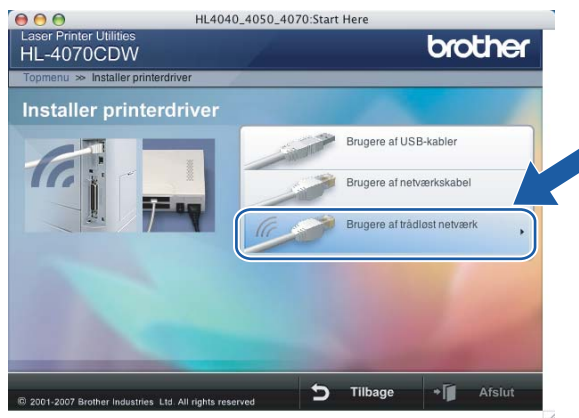 HL4040_4050_4070:Start Here
Laser Printer Utilities
HL-4070CDW
brother
Topmenu >> Installer printerdriver
Installer printerdriver
Brugere af USB-kabler
Brugere af netværkskabel
Brugere af trådløst netværk
© 2001-2007 Brother Industries Ltd. All rights reserved
Tilbage
Afslut